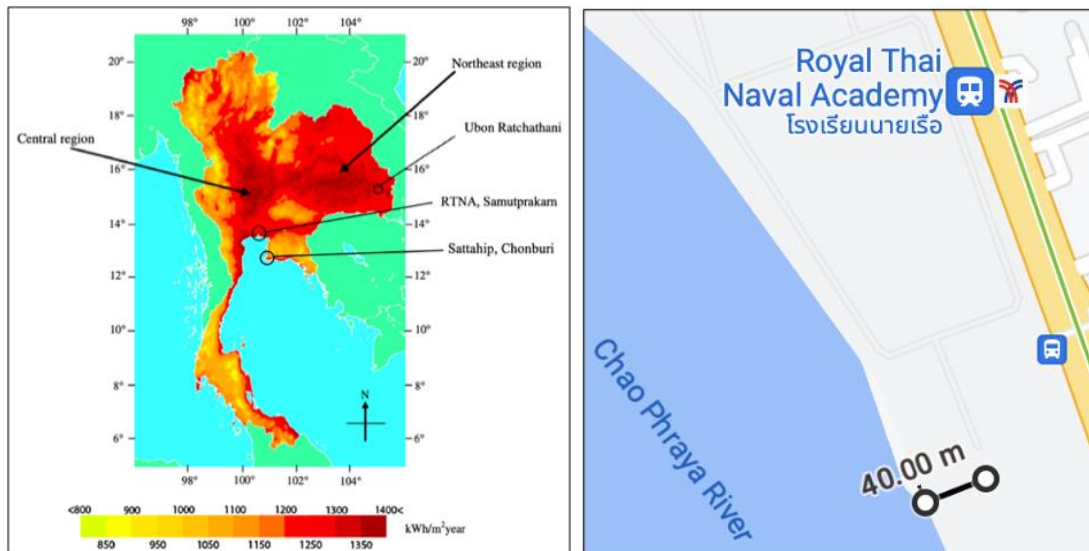 98° 100° 102° 104°
20° 20°
Northeast region
18° 18°
Central region
Ubon Ratchathani
16° 16°
RTNA, Samutprakarn
14° 14°
Sattahip, Chonburi
12° 12°
10° 10°
8° 8°
N
6° 6°
98° 100° 102° 104°
<800 900 1000 1100 1200 1300 1400<
kWh/m²year
850 950 1050 1150 1250 1350
Royal Thai
Naval Academy
โรงเรียนนายเรือ
Chao Phraya River
40.00 m